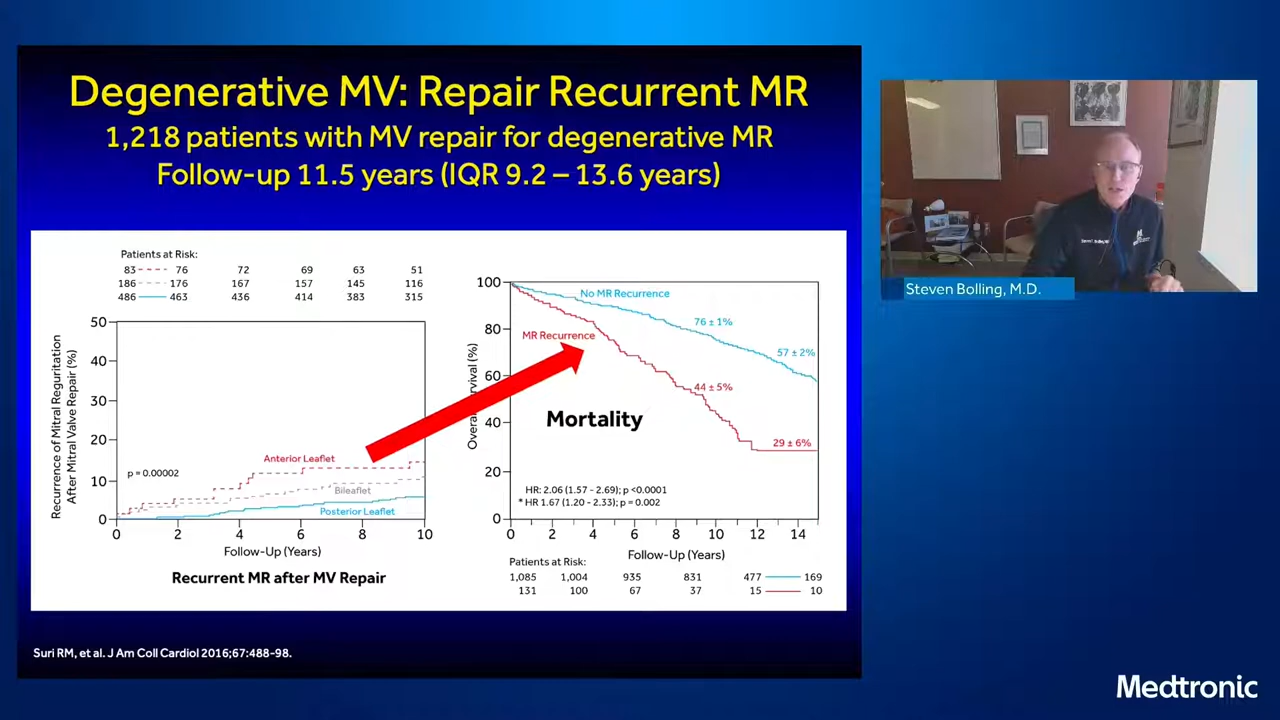 Degenerative MV: Repair Recurrent MR
1,218 patients with MV repair for degenerative MR
Follow-up 11.5 years (IQR 9.2 – 13.6 years)
Patients at Risk:
83 76 72 69 63 51
186 176 167 157 145 116
486 463 436 414 383 315
Recurrence of Mitral Reguritation
After Mitral Valve Repair (%)
50
40
30
20
10
0
p = 0.00002
Anterior Leaflet
Bileaflet
Posterior Leaflet
0 2 4 6 8 10
Follow-Up (Years)
Recurrent MR after MV Repair
100
80
60
40
20
0
No MR Recurrence
MR Recurrence
76 ± 1%
57 ± 2%
44 ± 5%
29 ± 6%
Mortality
HR: 2.06 (1.57 - 2.69); p <0.0001
* HR 1.67 (1.20 - 2.33); p = 0.002
0 2 4 6 8 10 12 14
Follow-Up (Years)
Patients at Risk:
1,085 1,004 935 831 477 169
131 100 67 37 15 10
Suri RM, et al. J Am Coll Cardiol 2016;67:488-98.
Steven Bolling, M.D.
Medtronic